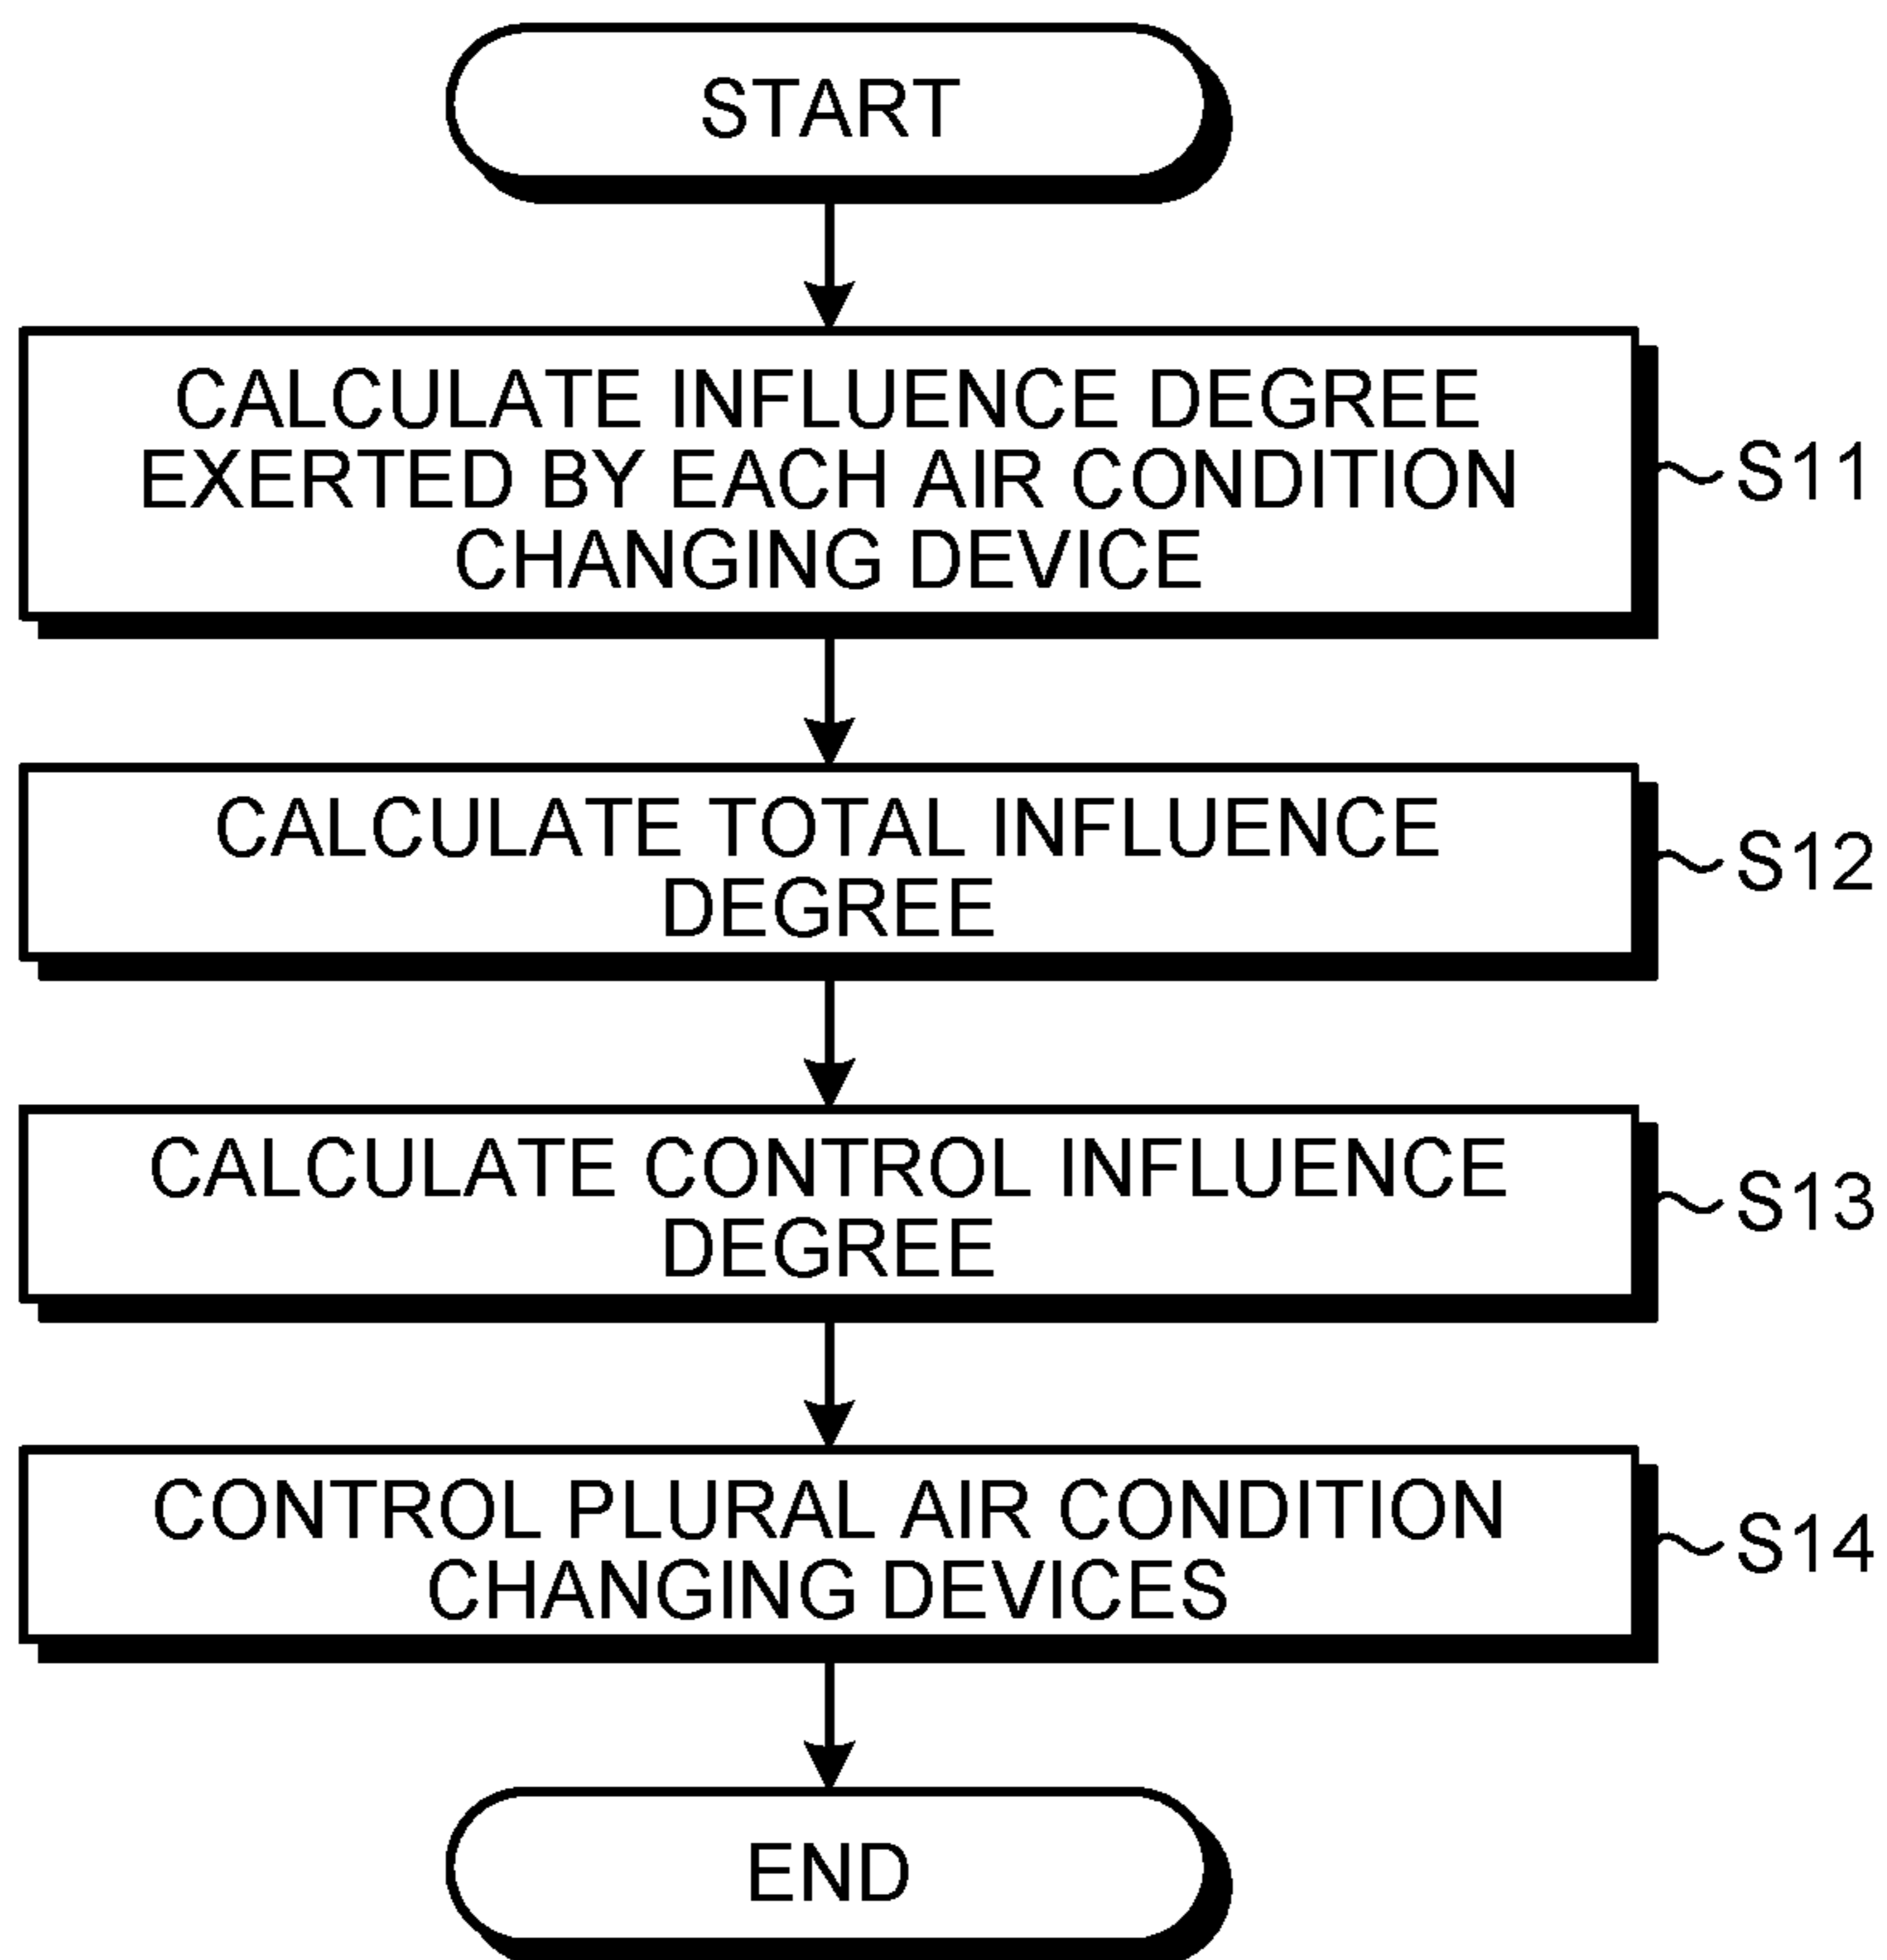 START
CALCULATE INFLUENCE DEGREE
EXERTED BY EACH AIR CONDITION
CHANGING DEVICE
S11
CALCULATE TOTAL INFLUENCE
DEGREE
S12
CALCULATE CONTROL INFLUENCE
DEGREE
S13
CONTROL PLURAL AIR CONDITION
CHANGING DEVICES
S14
END